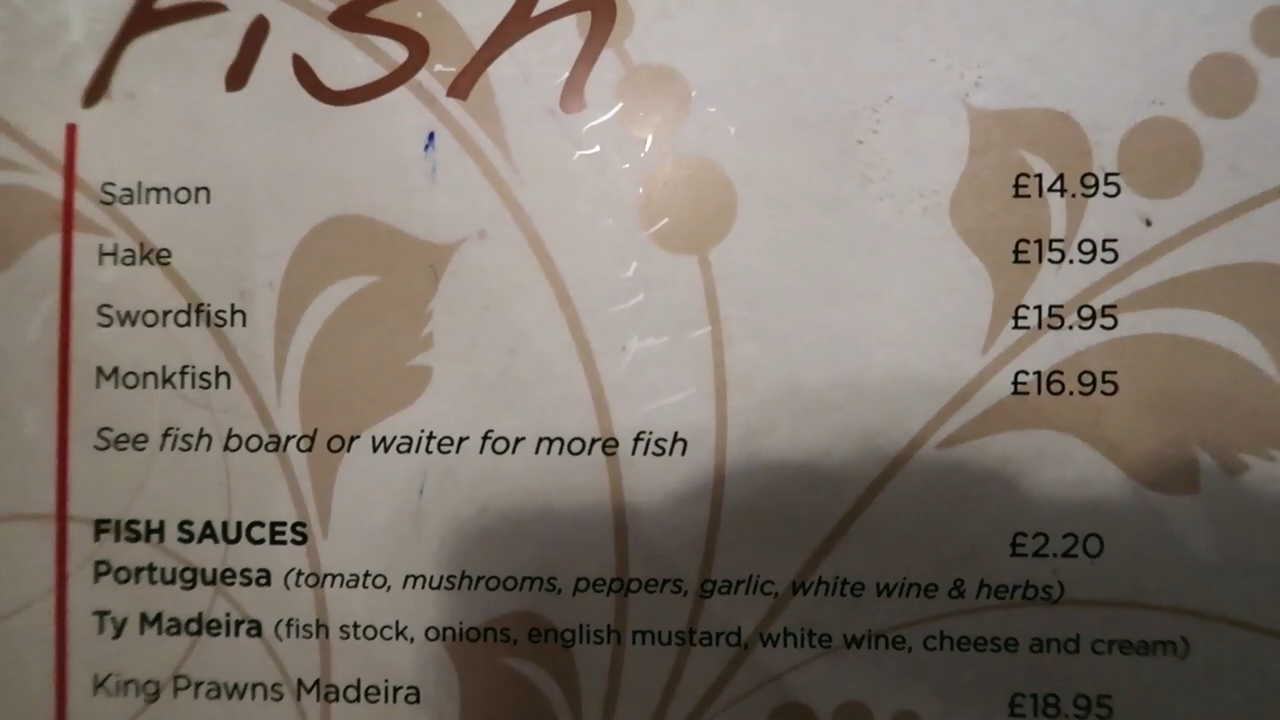 Fish
Salmon £14.95
Hake £15.95
Swordfish £15.95
Monkfish £16.95
See fish board or waiter for more fish
FISH SAUCES £2.20
Portuguesa (tomato, mushrooms, peppers, garlic, white wine & herbs)
Ty Madeira (fish stock, onions, english mustard, white wine, cheese and cream)
King Prawns Madeira £18.95